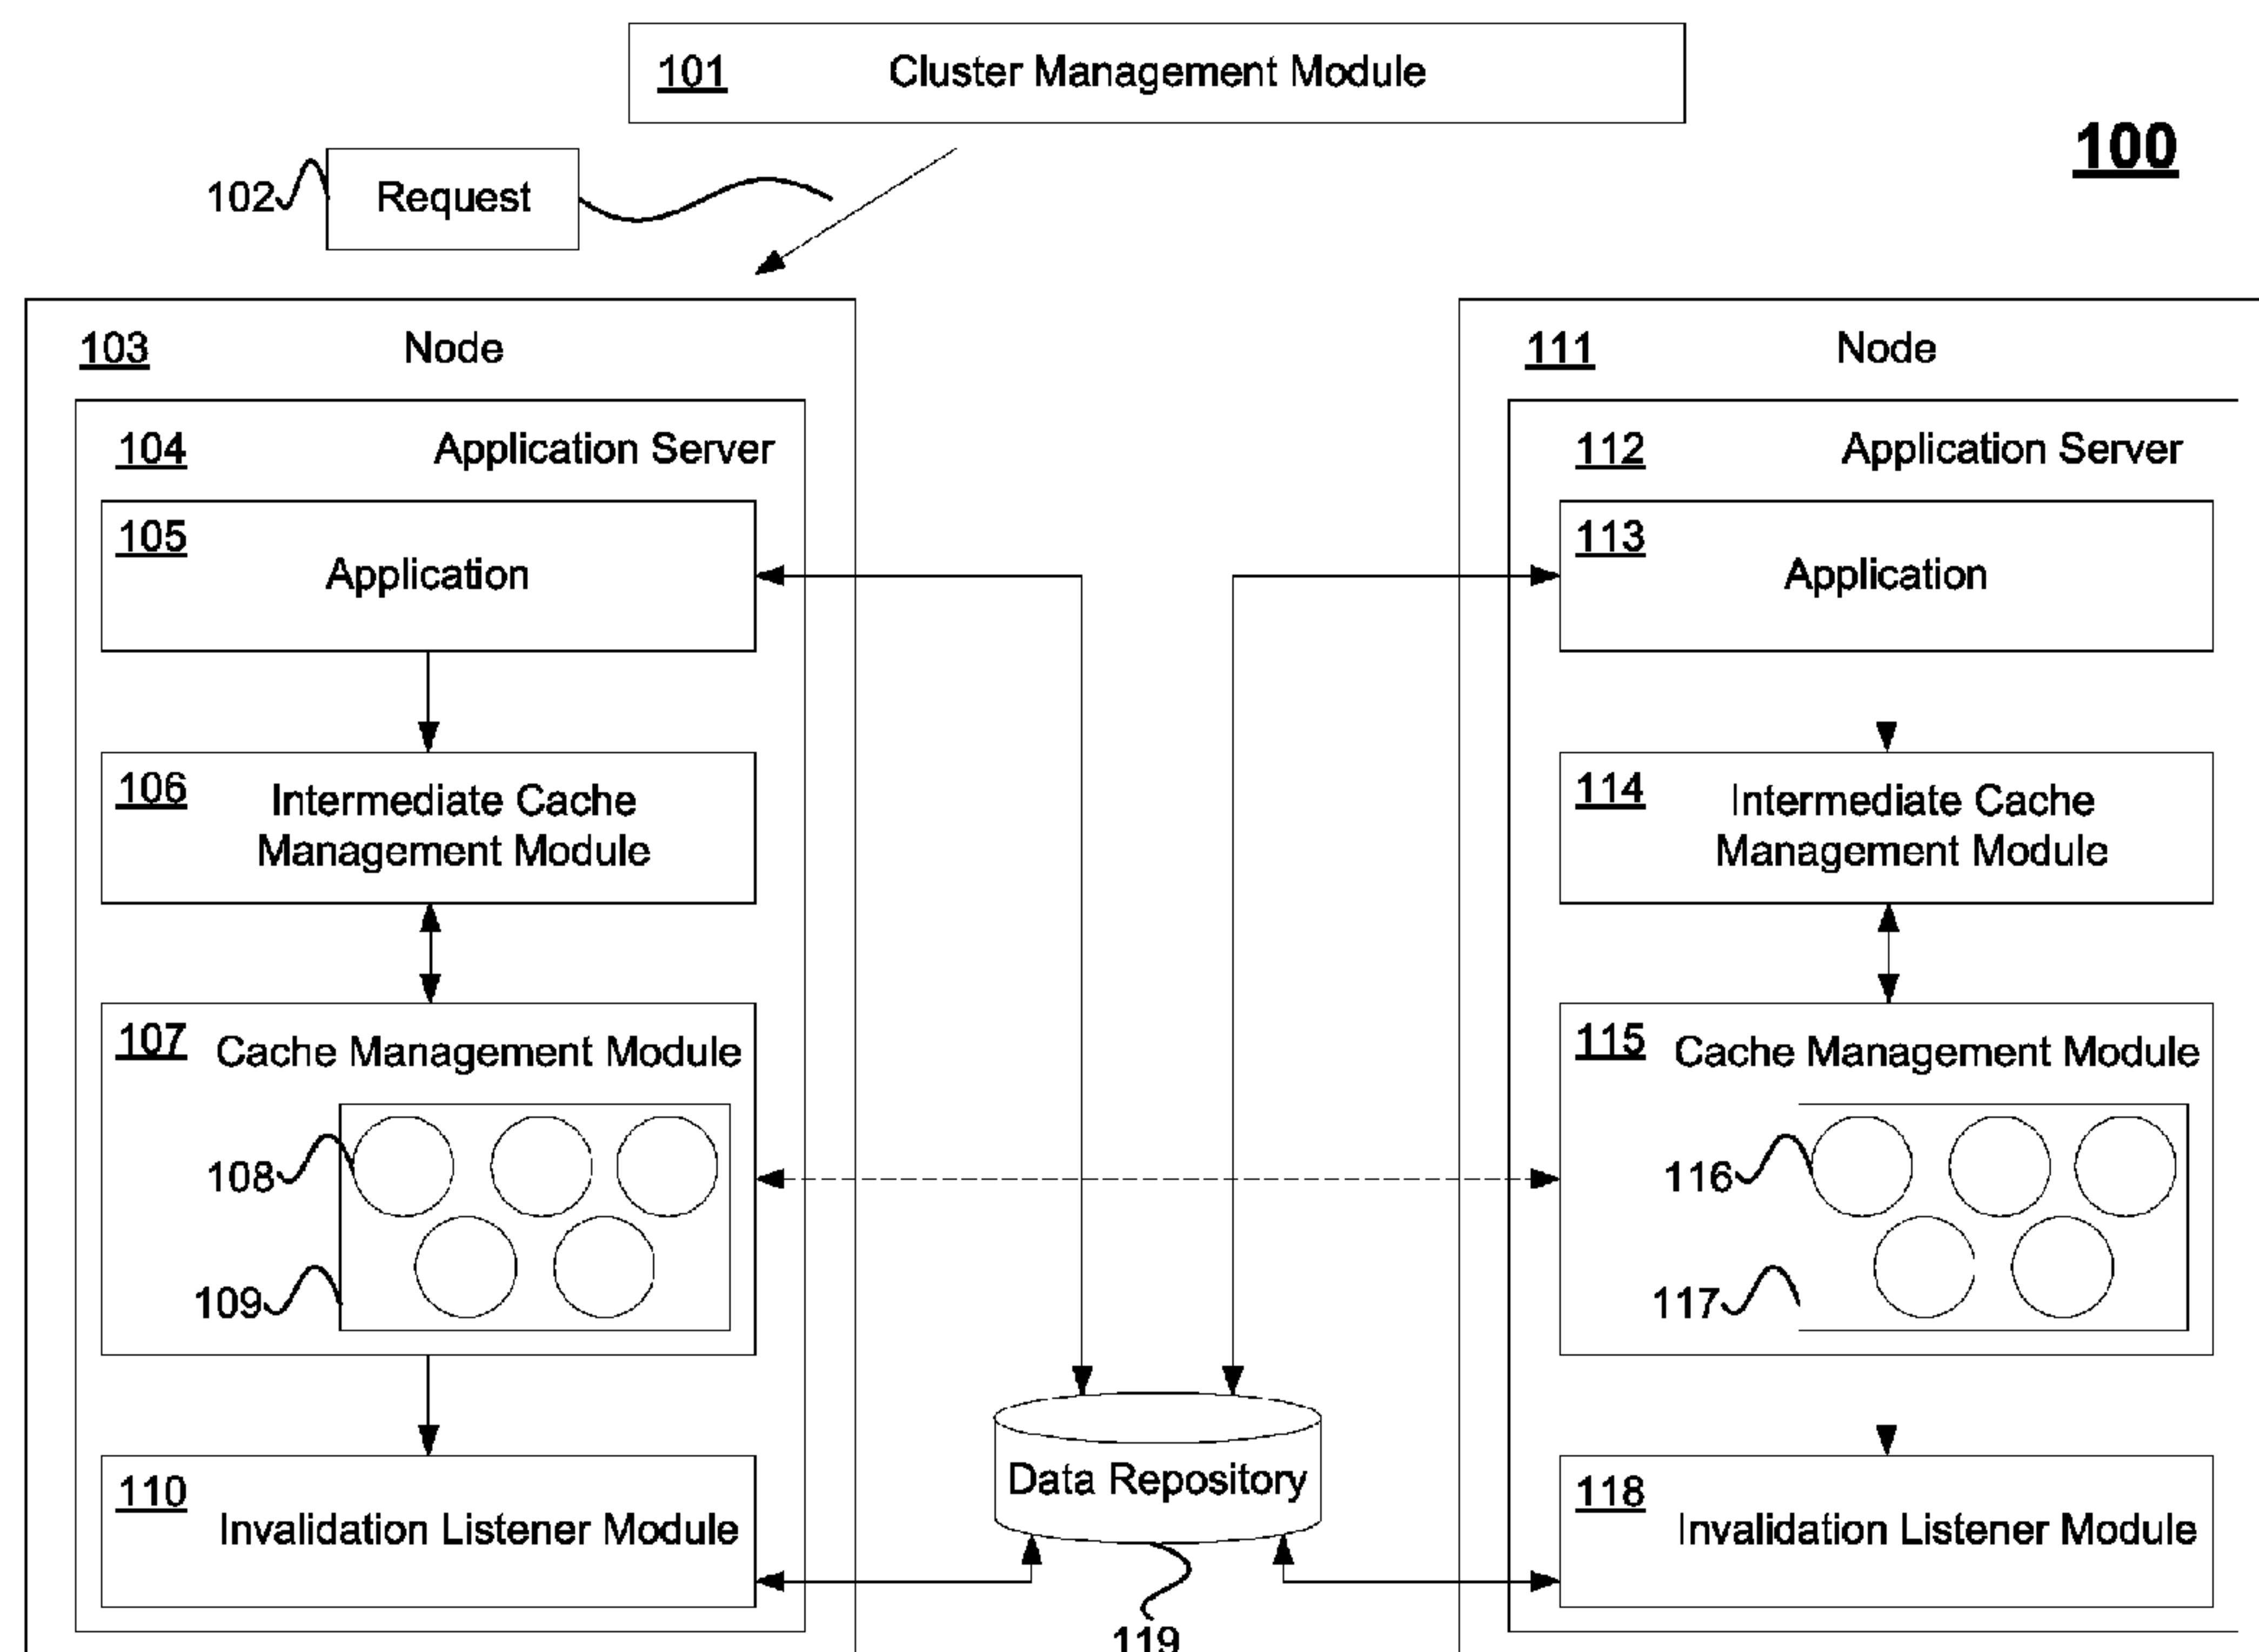 101 Cluster Management Module
100
102 Request
103 Node
104 Application Server
105
Application
106 Intermediate Cache
Management Module
107 Cache Management Module
108
109
110
Invalidation Listener Module
Data Repository
119
111 Node
112 Application Server
113
Application
114 Intermediate Cache
Management Module
115 Cache Management Module
116
117
118
Invalidation Listener Module